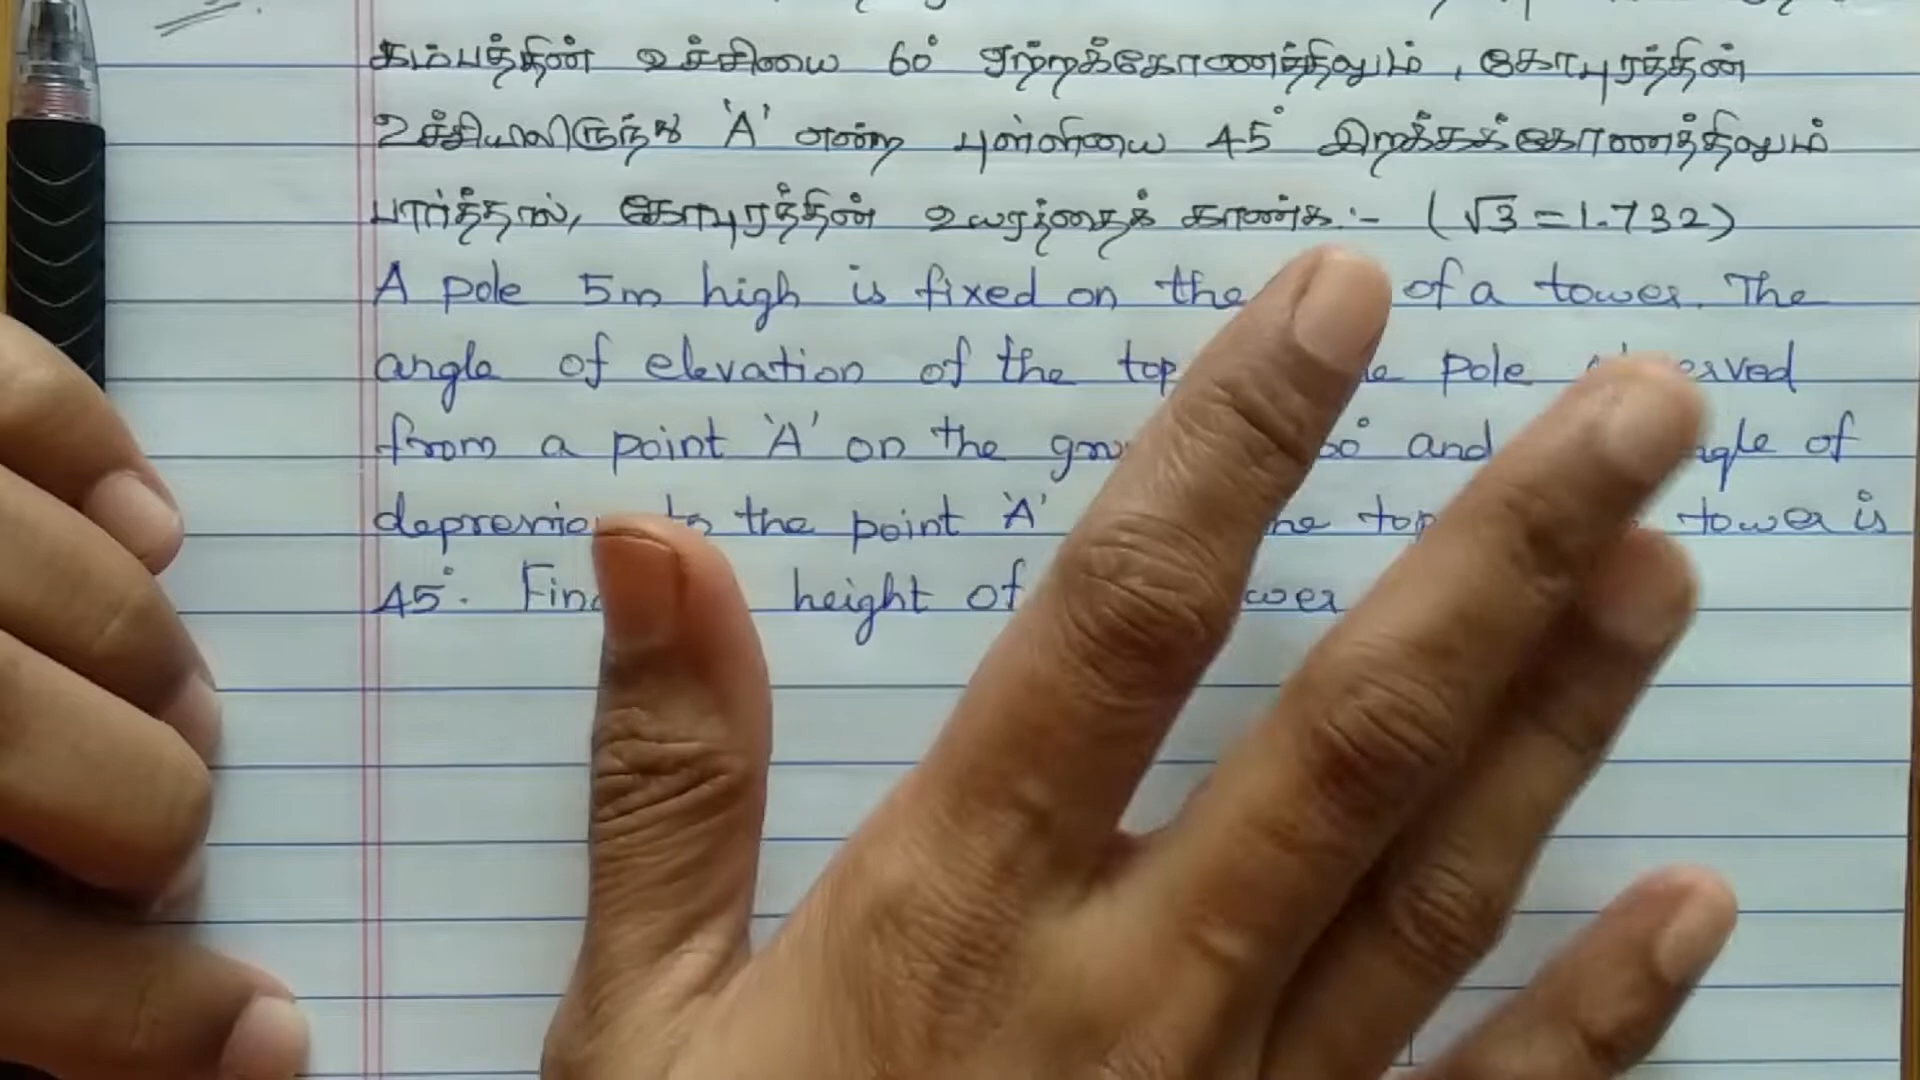 கம்பத்தின் உச்சியை 60° ஏற்றக்கோணத்திலும், கோபுரத்தின்
உச்சியிலிருந்து 'A' என்ற புள்ளியை 45° இறக்கக்கோணத்திலும்
பார்த்தால், கோபுரத்தின் உயரத்தைக் காண்க:- (√3 = 1.732)
A pole 5m high is fixed on the of a tower. The
angle of elevation of the top pole
from a point 'A' on the and of
to the point 'A' top tower is
45°. height of